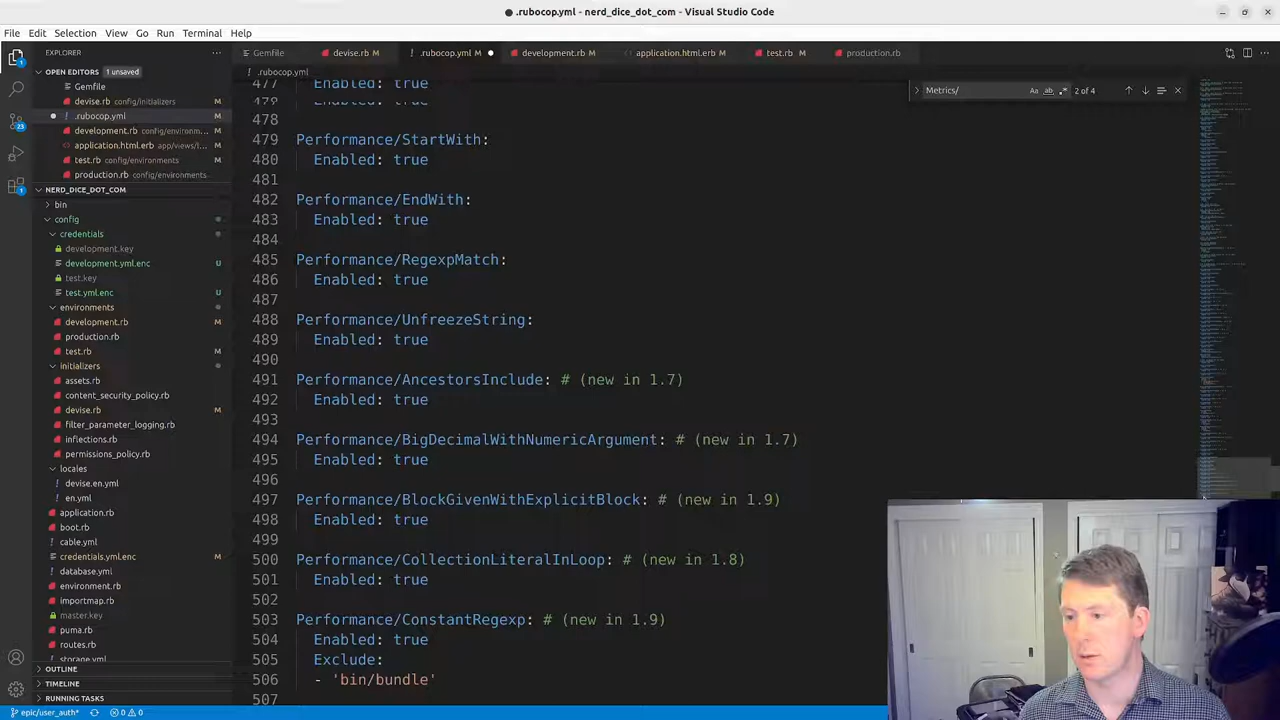 .rubocop.yml - nerd_dice_dot_com - Visual Studio Code
File Edit Selection View Go Run Terminal Help
EXPLORER
Gemfile
devise.rb M
.rubocop.yml M
development.rb M
application.html.erb M
test.rb M
production.rb
OPEN EDITORS 1 unsaved
Gemfile
devise.rb config/initializers M
.rubocop.yml M
development.rb config/environm... M
application.html.erb app/views/l... M
test.rb config/environments M
production.rb config/environments
NERD_DICE_DOT_COM
bin
config
credentials
development.key
development.yml.enc U
test.key
test.yml.enc U
environments
development.rb M
production.rb
test.rb M
initializers
assets.rb
content_security_policy.rb
devise.rb M
filter_parameter_logging.rb
inflections.rb
permissions_policy.rb
locales
devise.en.yml
en.yml
application.rb
boot.rb
cable.yml
credentials.yml.enc M
database.yml
environment.rb
importmap.rb
master.key
puma.rb
routes.rb
storage.yml
OUTLINE
TIMELINE
RUNNING TASKS
.rubocop.yml
Metrics/ Aa ab .* 2 of 4
477 Enabled: true
478
479 Performance/StartWith:
480 Enabled: true
481
482 Performance/EndWith:
483 Enabled: true
484
485 Performance/RegexpMatch:
486 Enabled: true
487
488 Performance/UnfreezeString:
489 Enabled: true
490
491 Performance/AncestorsInclude: # (new in 1.7)
492 Enabled: true
493
494 Performance/BigDecimalWithNumericArgument: # (new in 1.7)
495 Enabled: true
496
497 Performance/BlockGivenWithExplicitBlock: # (new in 1.9)
498 Enabled: true
499
500 Performance/CollectionLiteralInLoop: # (new in 1.8)
501 Enabled: true
502
503 Performance/ConstantRegexp: # (new in 1.9)
504 Enabled: true
505 Exclude:
506 - 'bin/bundle'
507
epic/user_auth* 0 0